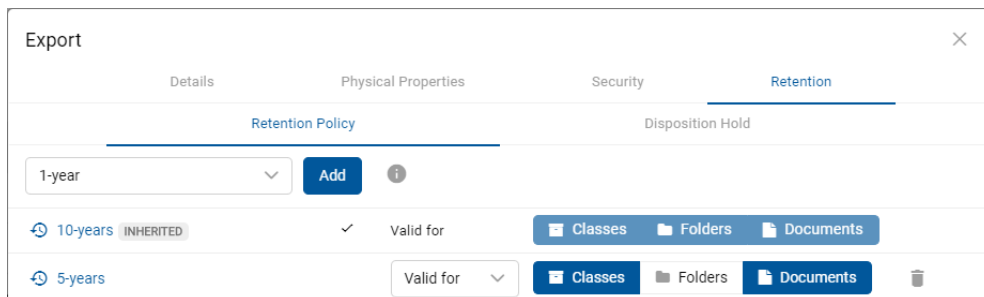 Export
Details Physical Properties Security Retention
Retention Policy Disposition Hold
1-year Add
10-years INHERITED Valid for Classes Folders Documents
5-years Valid for Classes Folders Documents